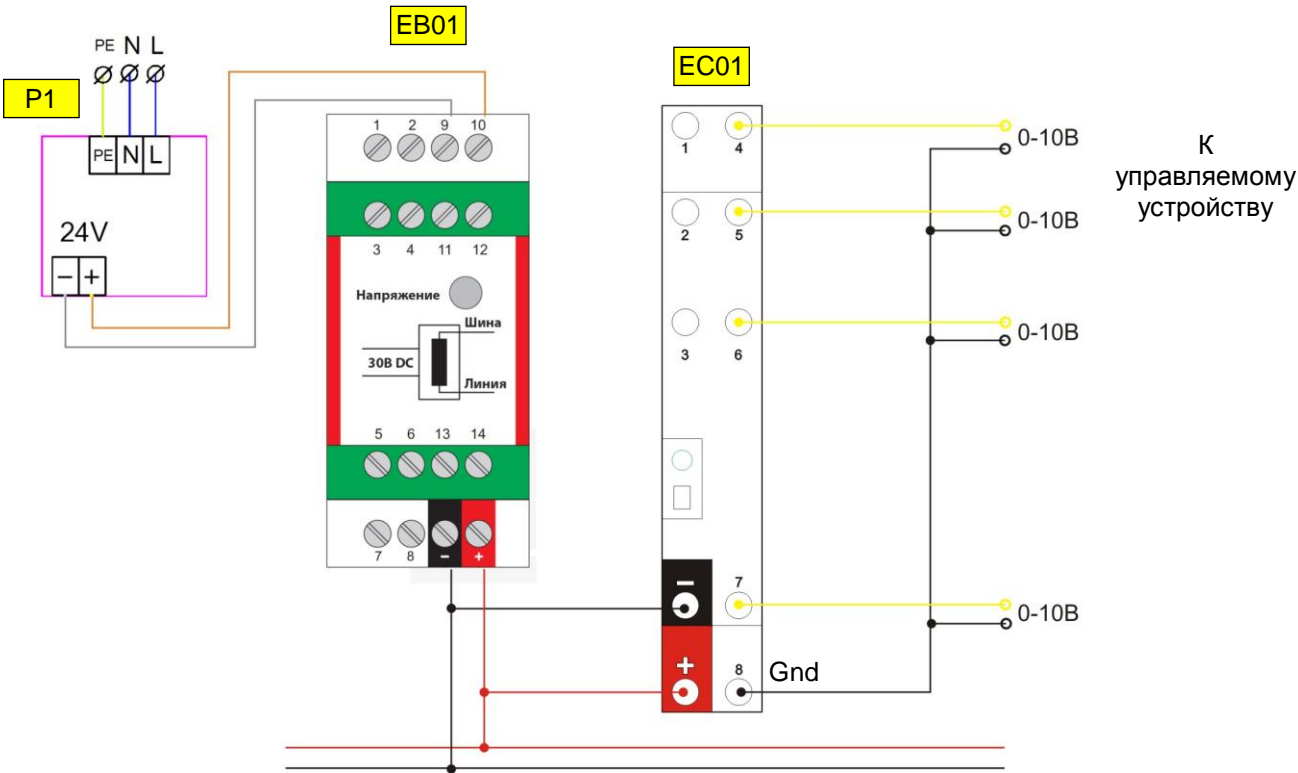 EB01
PE N L
EC01
P1
1 2 9 10
1 4
0-10В
К
управляемому
устройству
PE N L
2 5
0-10В
24V
3 4 11 12
− +
Напряжение
Шина
30В DC
Линия
3 6
0-10В
5 6 13 14
7 8 − +
− 7
0-10В
+ 8 Gnd